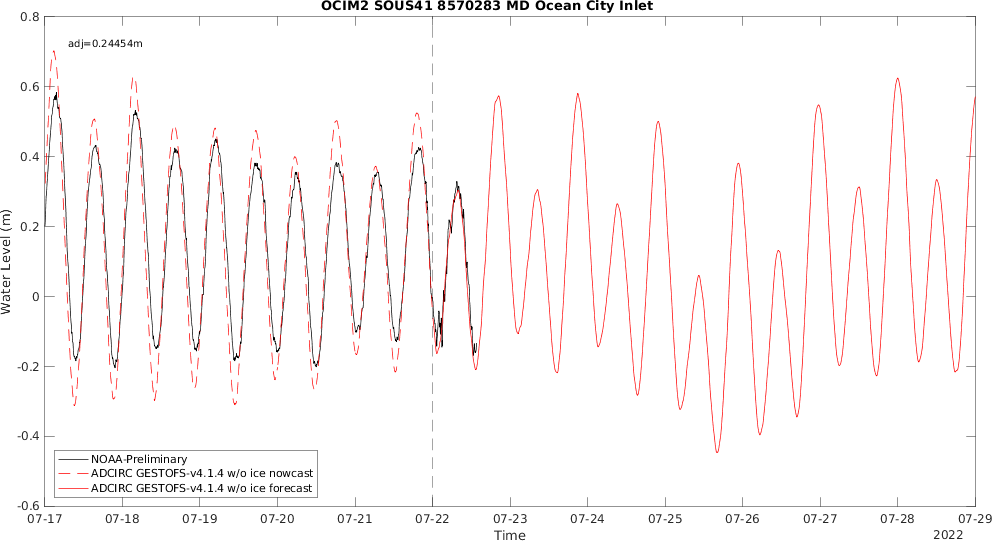 OCIM2 SOUS41 8570283 MD Ocean City Inlet
adj=0.24454m
0.8
0.6
0.4
0.2
0
-0.2
-0.4
-0.6
Water Level (m)
NOAA-Preliminary
ADCIRC GESTOFS-v4.1.4 w/o ice nowcast
ADCIRC GESTOFS-v4.1.4 w/o ice forecast
07-17 07-18 07-19 07-20 07-21 07-22 07-23 07-24 07-25 07-26 07-27 07-28 07-29
Time
2022